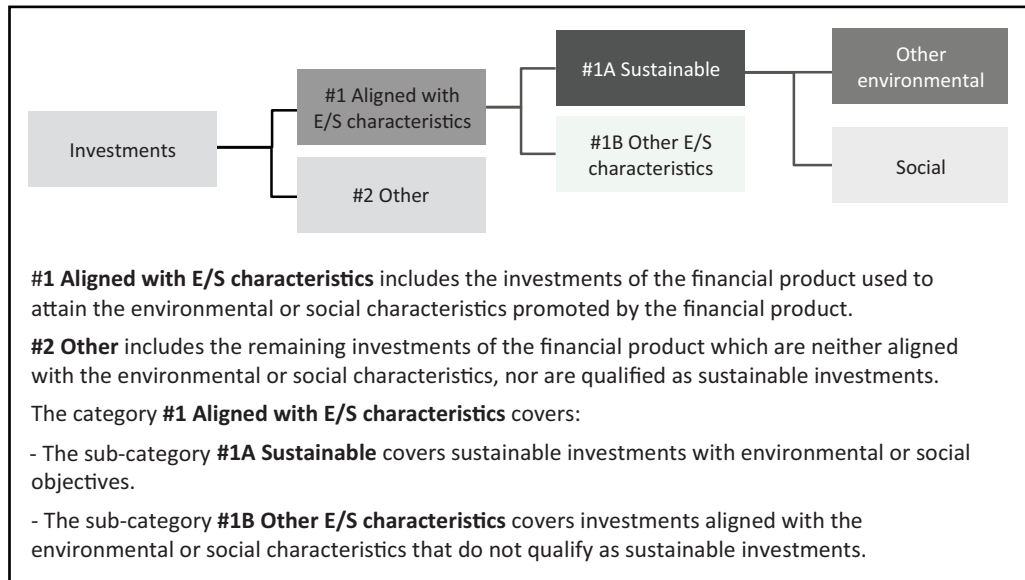 Investments
#1 Aligned with
E/S characteristics
#2 Other
#1A Sustainable
#1B Other E/S
characteristics
Other
environmental
Social
#1 Aligned with E/S characteristics includes the investments of the financial product used to
attain the environmental or social characteristics promoted by the financial product.
#2 Other includes the remaining investments of the financial product which are neither aligned
with the environmental or social characteristics, nor are qualified as sustainable investments.
The category #1 Aligned with E/S characteristics covers:
- The sub-category #1A Sustainable covers sustainable investments with environmental or social
objectives.
- The sub-category #1B Other E/S characteristics covers investments aligned with the
environmental or social characteristics that do not qualify as sustainable investments.